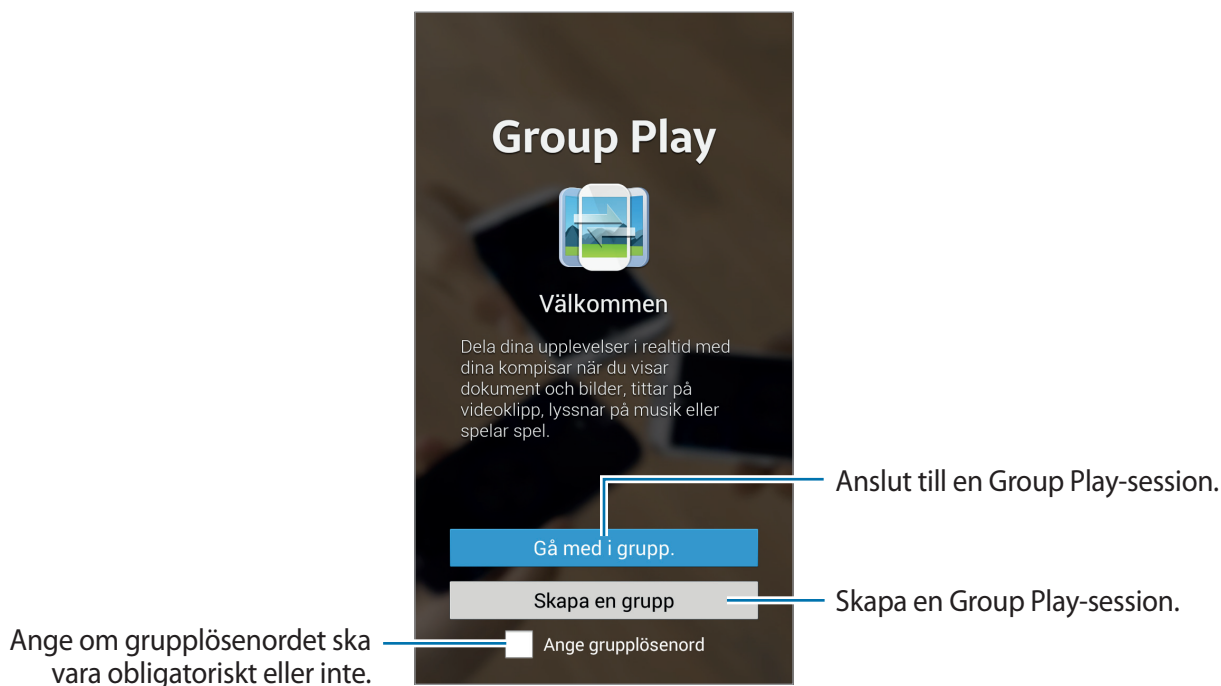 Group Play
Välkommen
Dela dina upplevelser i realtid med
dina kompisar när du visar
dokument och bilder, tittar på
videoklipp, lyssnar på musik eller
spelar spel.
Anslut till en Group Play-session.
Gå med i grupp.
Skapa en grupp
Skapa en Group Play-session.
Ange om grupplösenordet ska
vara obligatoriskt eller inte.
Ange grupplösenord